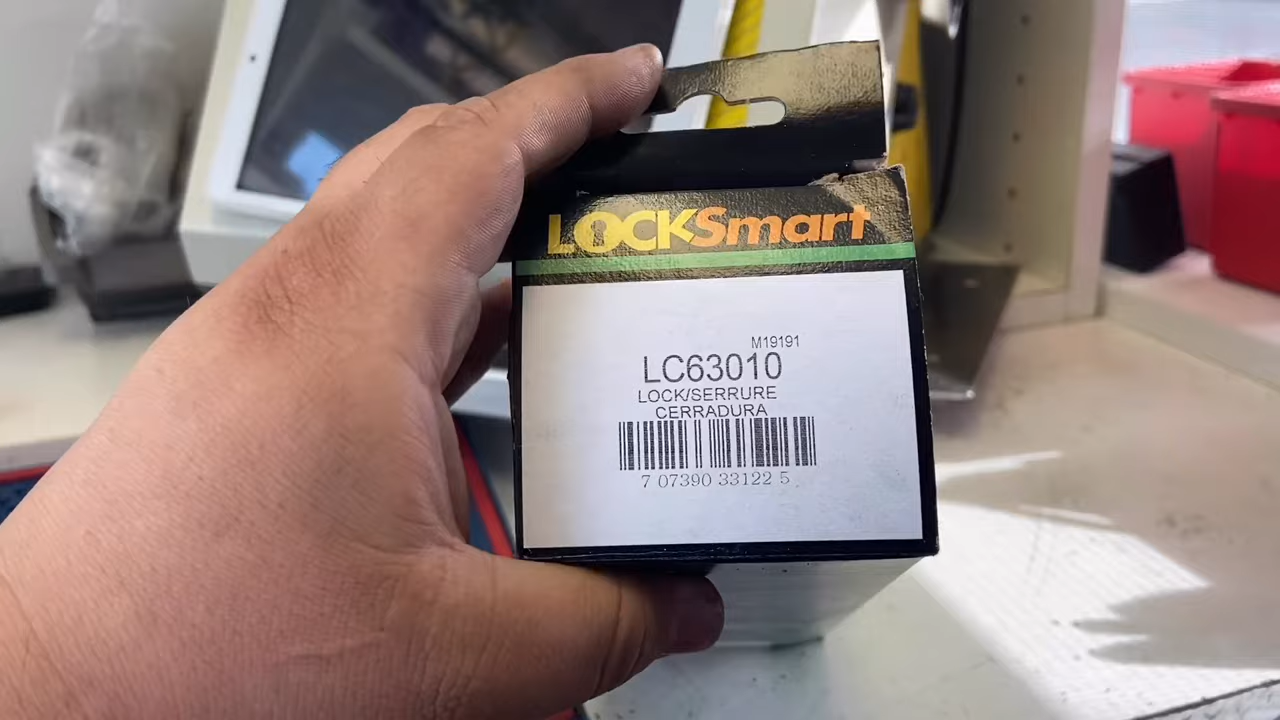 LOCKSmart
M19191
LC63010
LOCK/SERRURE
CERRADURA
7 07390 33122 5